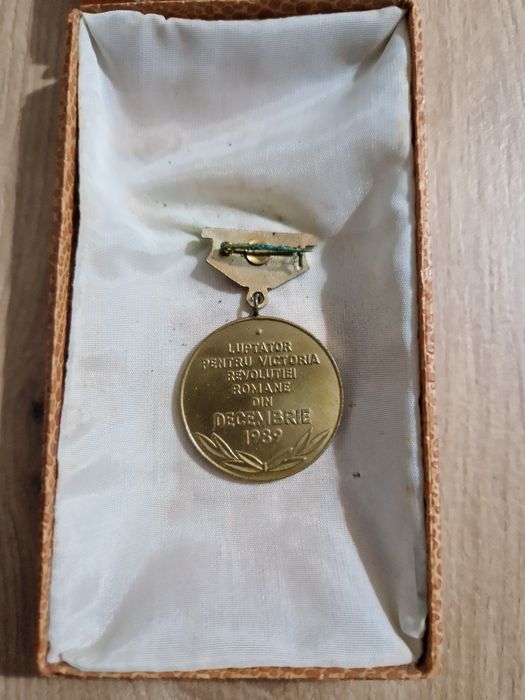 LUPTATOR
PENTRU VICTORIA
REVOLUTIEI
ROMANE
DIN
DECEMBRIE
1989